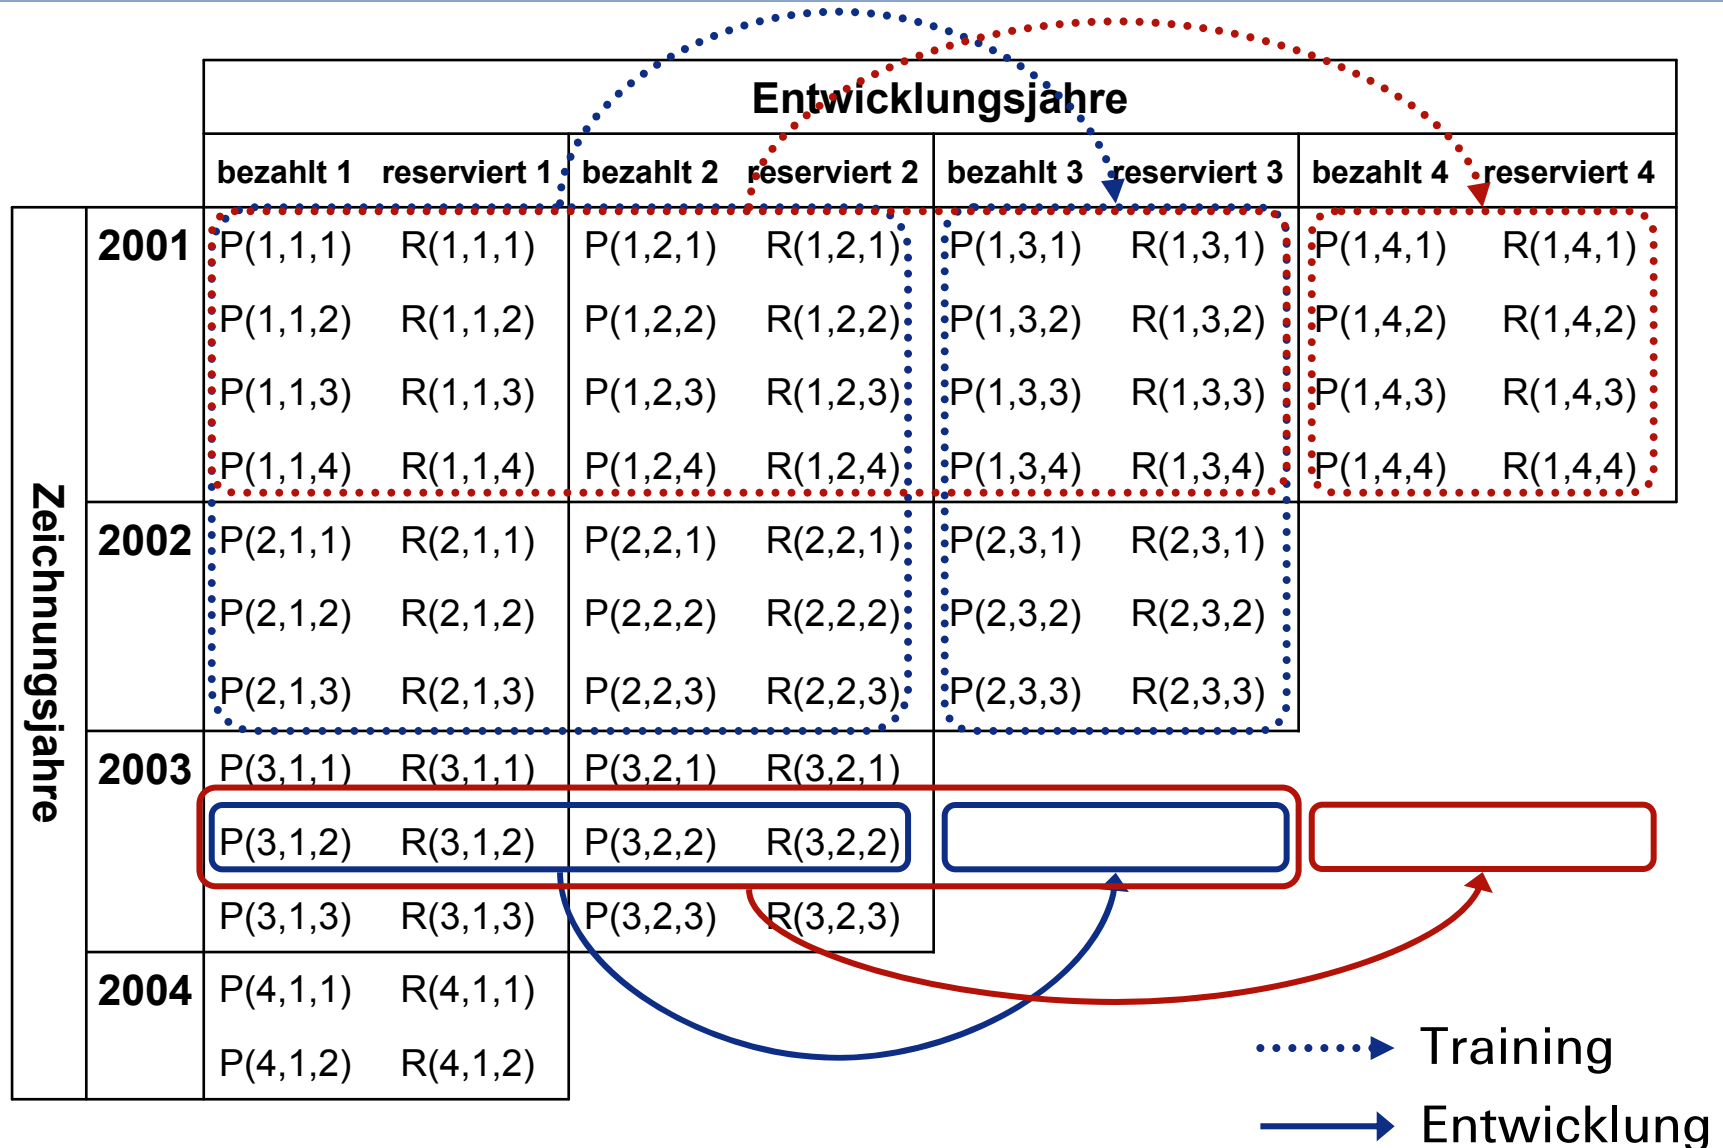 Entwicklungsjahre
bezahlt 1 reserviert 1 bezahlt 2 reserviert 2 bezahlt 3 reserviert 3 bezahlt 4 reserviert 4
Zeichnungsjahre
2001 P(1,1,1) R(1,1,1) P(1,2,1) R(1,2,1) P(1,3,1) R(1,3,1) P(1,4,1) R(1,4,1)
P(1,1,2) R(1,1,2) P(1,2,2) R(1,2,2) P(1,3,2) R(1,3,2) P(1,4,2) R(1,4,2)
P(1,1,3) R(1,1,3) P(1,2,3) R(1,2,3) P(1,3,3) R(1,3,3) P(1,4,3) R(1,4,3)
P(1,1,4) R(1,1,4) P(1,2,4) R(1,2,4) P(1,3,4) R(1,3,4) P(1,4,4) R(1,4,4)
2002 P(2,1,1) R(2,1,1) P(2,2,1) R(2,2,1) P(2,3,1) R(2,3,1)
P(2,1,2) R(2,1,2) P(2,2,2) R(2,2,2) P(2,3,2) R(2,3,2)
P(2,1,3) R(2,1,3) P(2,2,3) R(2,2,3) P(2,3,3) R(2,3,3)
2003 P(3,1,1) R(3,1,1) P(3,2,1) R(3,2,1)
P(3,1,2) R(3,1,2) P(3,2,2) R(3,2,2)
P(3,1,3) R(3,1,3) P(3,2,3) R(3,2,3)
2004 P(4,1,1) R(4,1,1)
P(4,1,2) R(4,1,2)
Training
Entwicklung